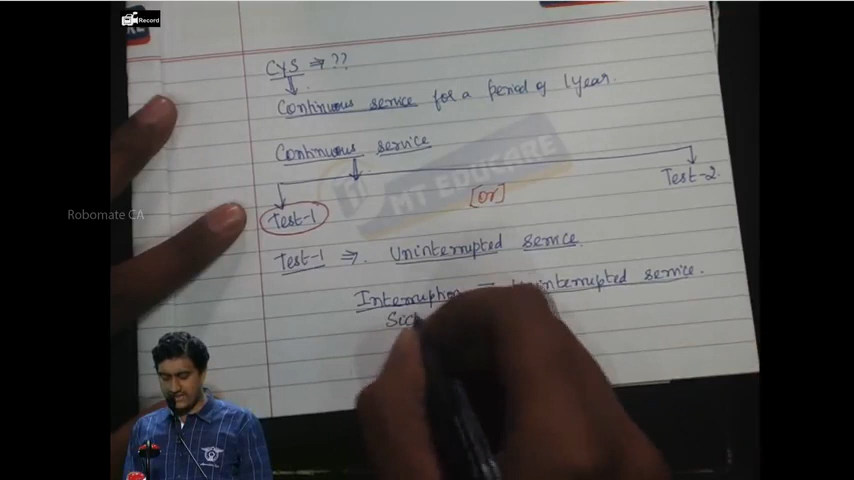 Record
CYS ⇒ ??
Continuous service for a period of 1 year.
Continuous service
Test-1 [or] Test-2.
MT EDUCARE
Robomate CA
Test-1 ⇒ Uninterrupted service
Interruption = Uninterrupted service.
Sic